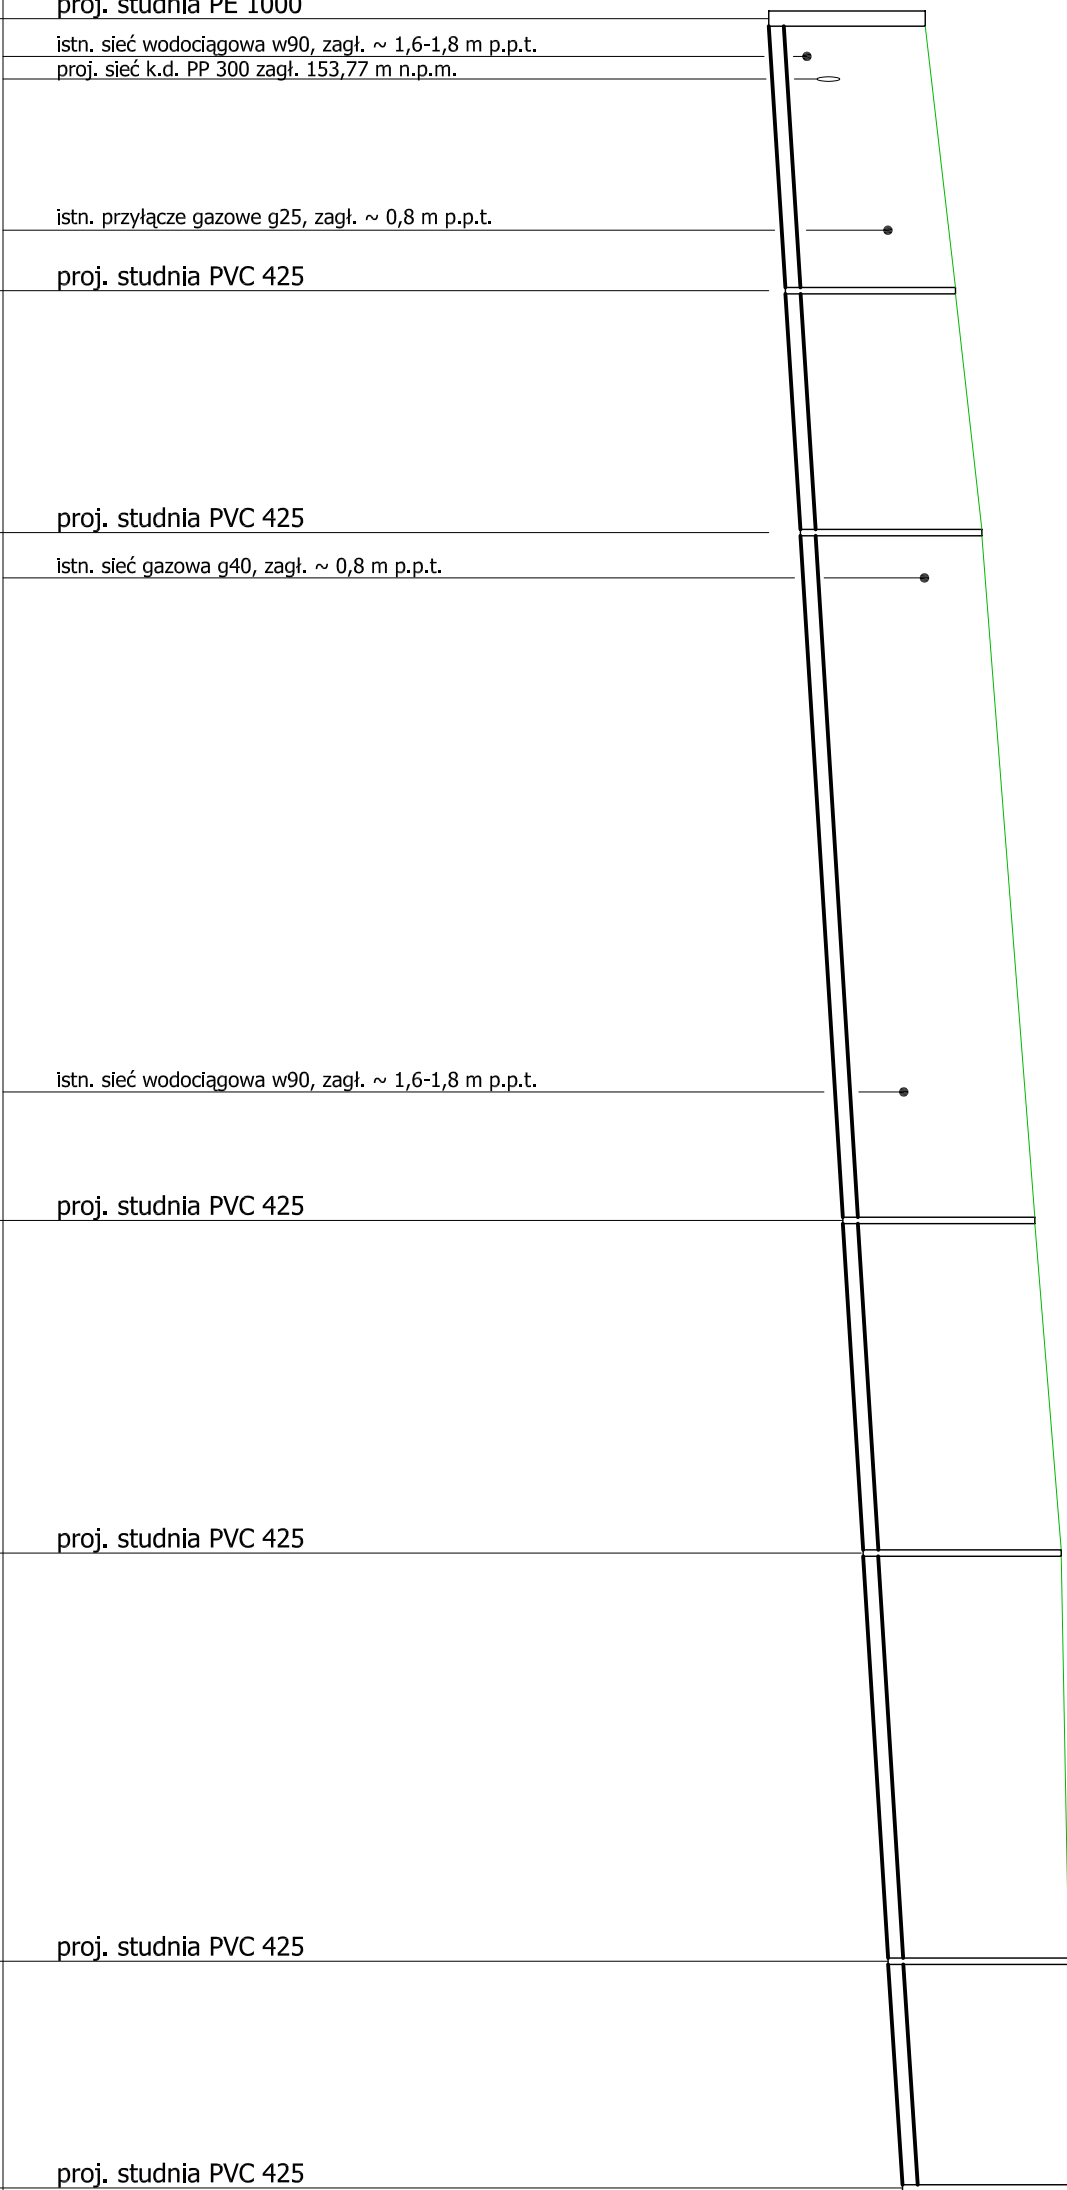 proj. studnia PE 1000
istn. sieć wodociągowa w90, zagł. ~ 1,6-1,8 m p.p.t.
proj. sieć k.d. PP 300 zagł. 153,77 m n.p.m.
istn. przyłącze gazowe g25, zagł. ~ 0,8 m p.p.t.
proj. studnia PVC 425
proj. studnia PVC 425
istn. sieć gazowa g40, zagł. ~ 0,8 m p.p.t.
istn. sieć wodociągowa w90, zagł. ~ 1,6-1,8 m p.p.t.
proj. studnia PVC 425
proj. studnia PVC 425
proj. studnia PVC 425
proj. studnia PVC 425